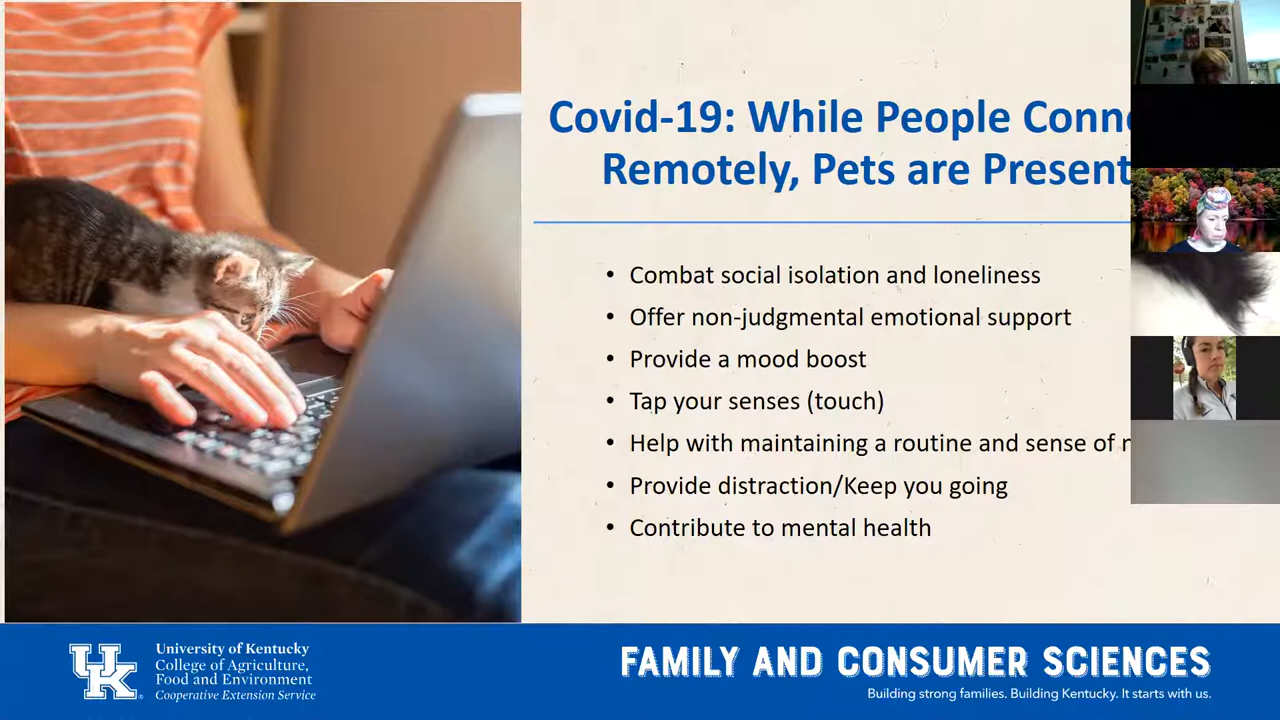 Covid-19: While People Conne
Remotely, Pets are Present
• Combat social isolation and loneliness
• Offer non-judgmental emotional support
• Provide a mood boost
• Tap your senses (touch)
• Help with maintaining a routine and sense of
• Provide distraction/Keep you going
• Contribute to mental health
UK
University of Kentucky
College of Agriculture,
Food and Environment
Cooperative Extension Service
FAMILY AND CONSUMER SCIENCES
Building strong families. Building Kentucky. It starts with us.